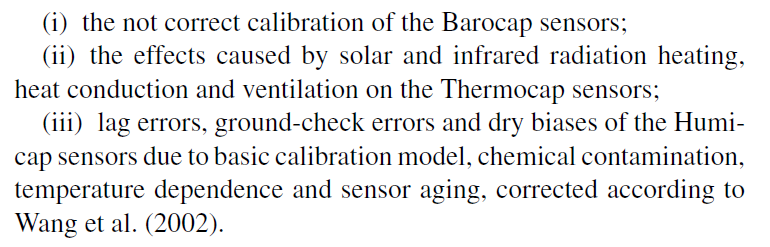 (i) the not correct calibration of the Barocap sensors;
(ii) the effects caused by solar and infrared radiation heating,
heat conduction and ventilation on the Thermocap sensors;
(iii) lag errors, ground-check errors and dry biases of the Humi-
cap sensors due to basic calibration model, chemical contamination,
temperature dependence and sensor aging, corrected according to
Wang et al. (2002).